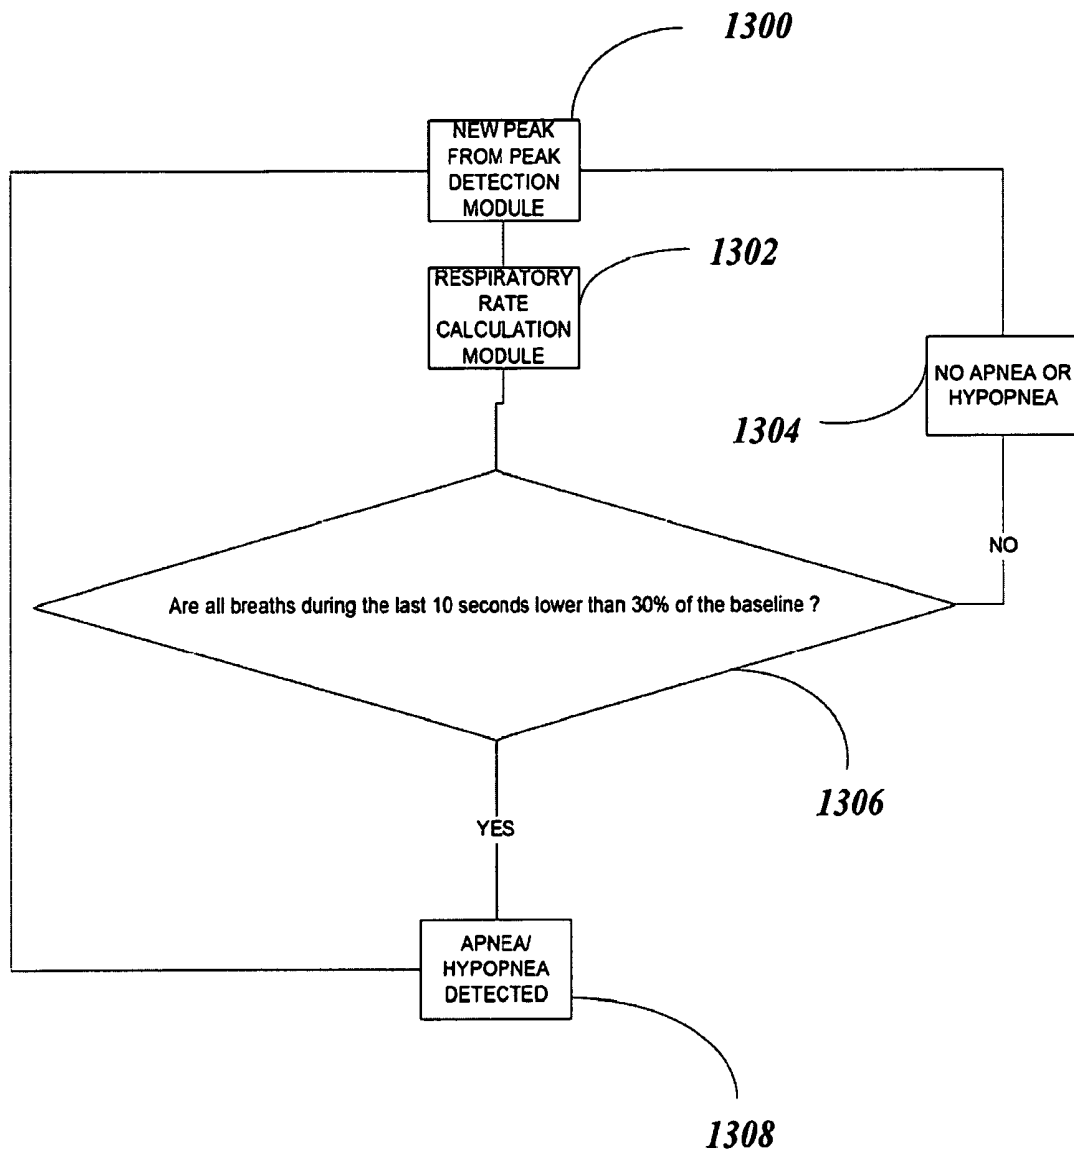 1300
NEW PEAK
FROM PEAK
DETECTION
MODULE
1302
RESPIRATORY
RATE
CALCULATION
MODULE
NO APNEA OR
HYPOPNEA
1304
NO
Are all breaths during the last 10 seconds lower than 30% of the baseline ?
1306
YES
APNEA/
HYPOPNEA
DETECTED
1308